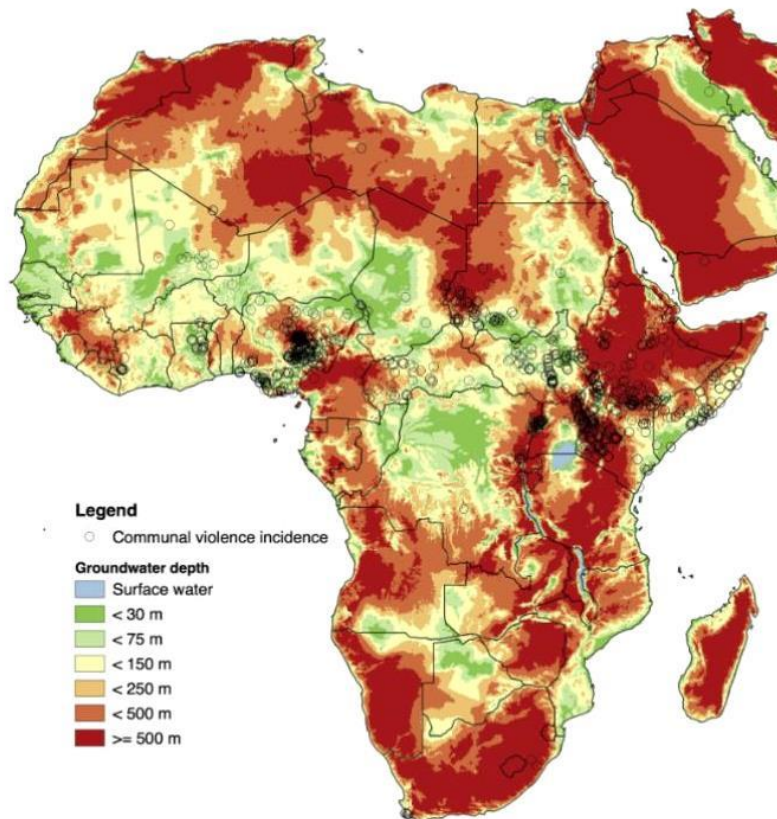 Legend
Communal violence incidence
Groundwater depth
Surface water
< 30 m
< 75 m
< 150 m
< 250 m
< 500 m
>= 500 m